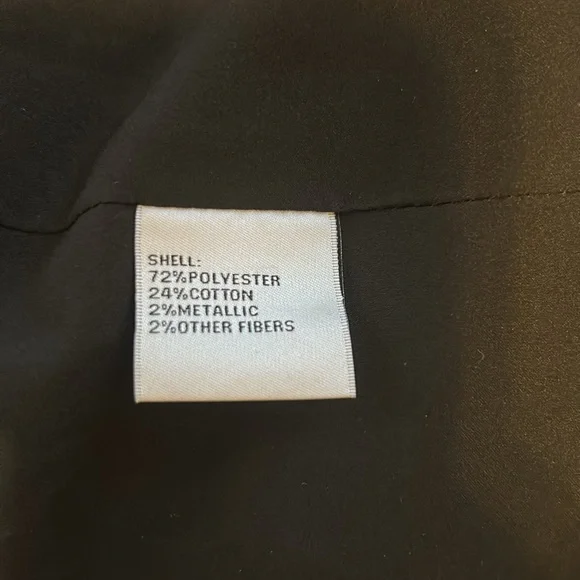 SHELL:
72%POLYESTER
24%COTTON
2%METALLIC
2%OTHER FIBERS